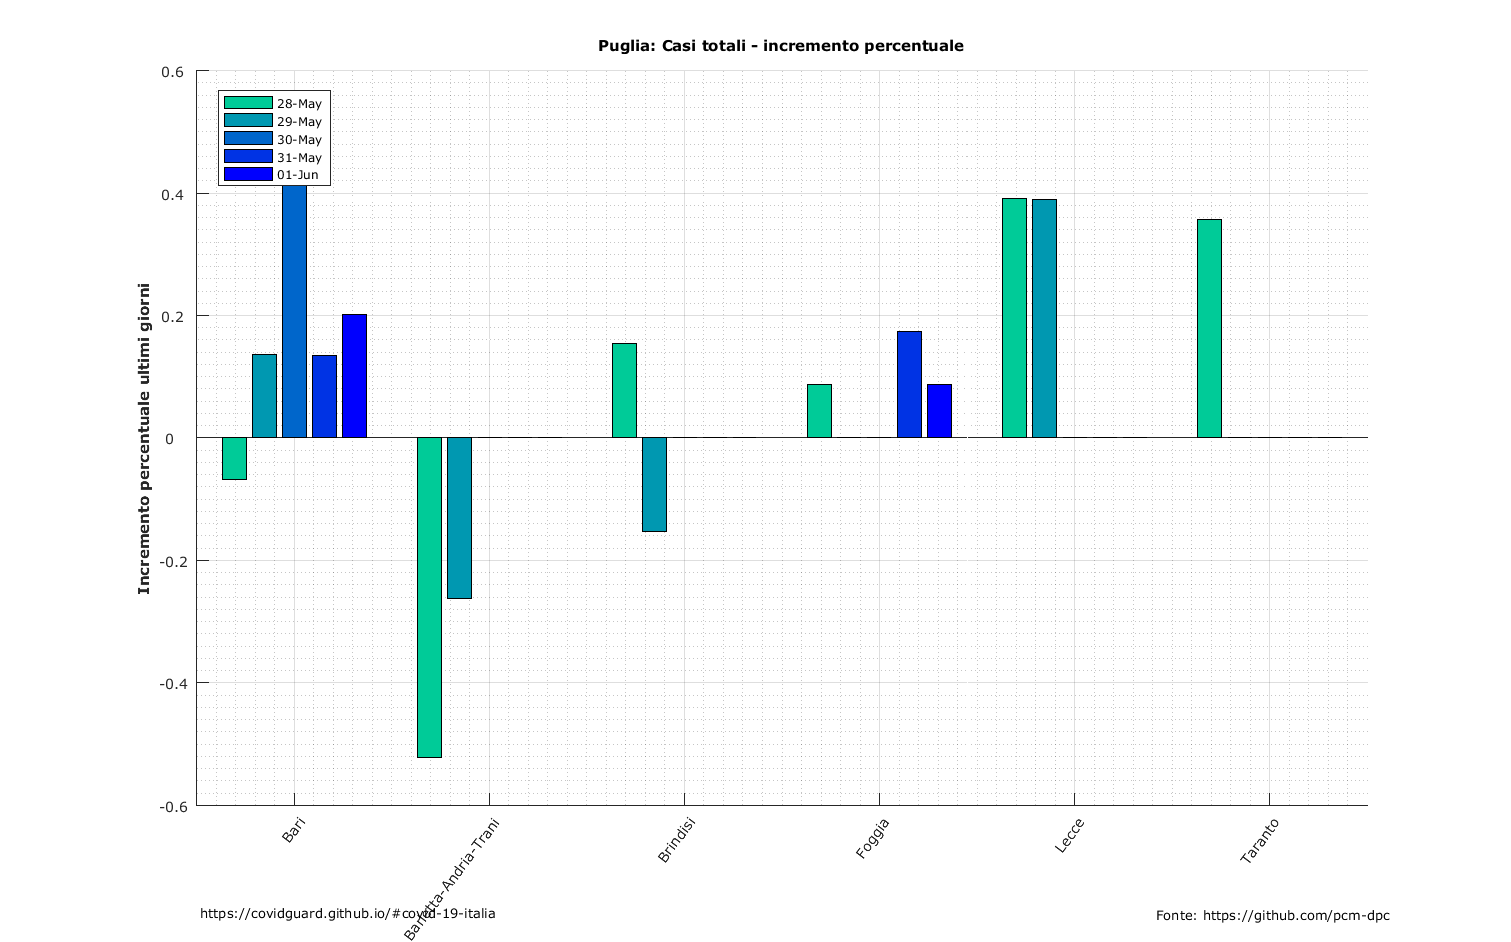 Puglia: Casi totali - incremento percentuale
28-May
29-May
30-May
31-May
01-Jun
Incremento percentuale ultimi giorni
0.6
0.4
0.2
0
-0.2
-0.4
-0.6
Bari
Barletta-Andria-Trani
Brindisi
Foggia
Lecce
Taranto
https://covidguard.github.io/#covid-19-italia
Fonte: https://github.com/pcm-dpc